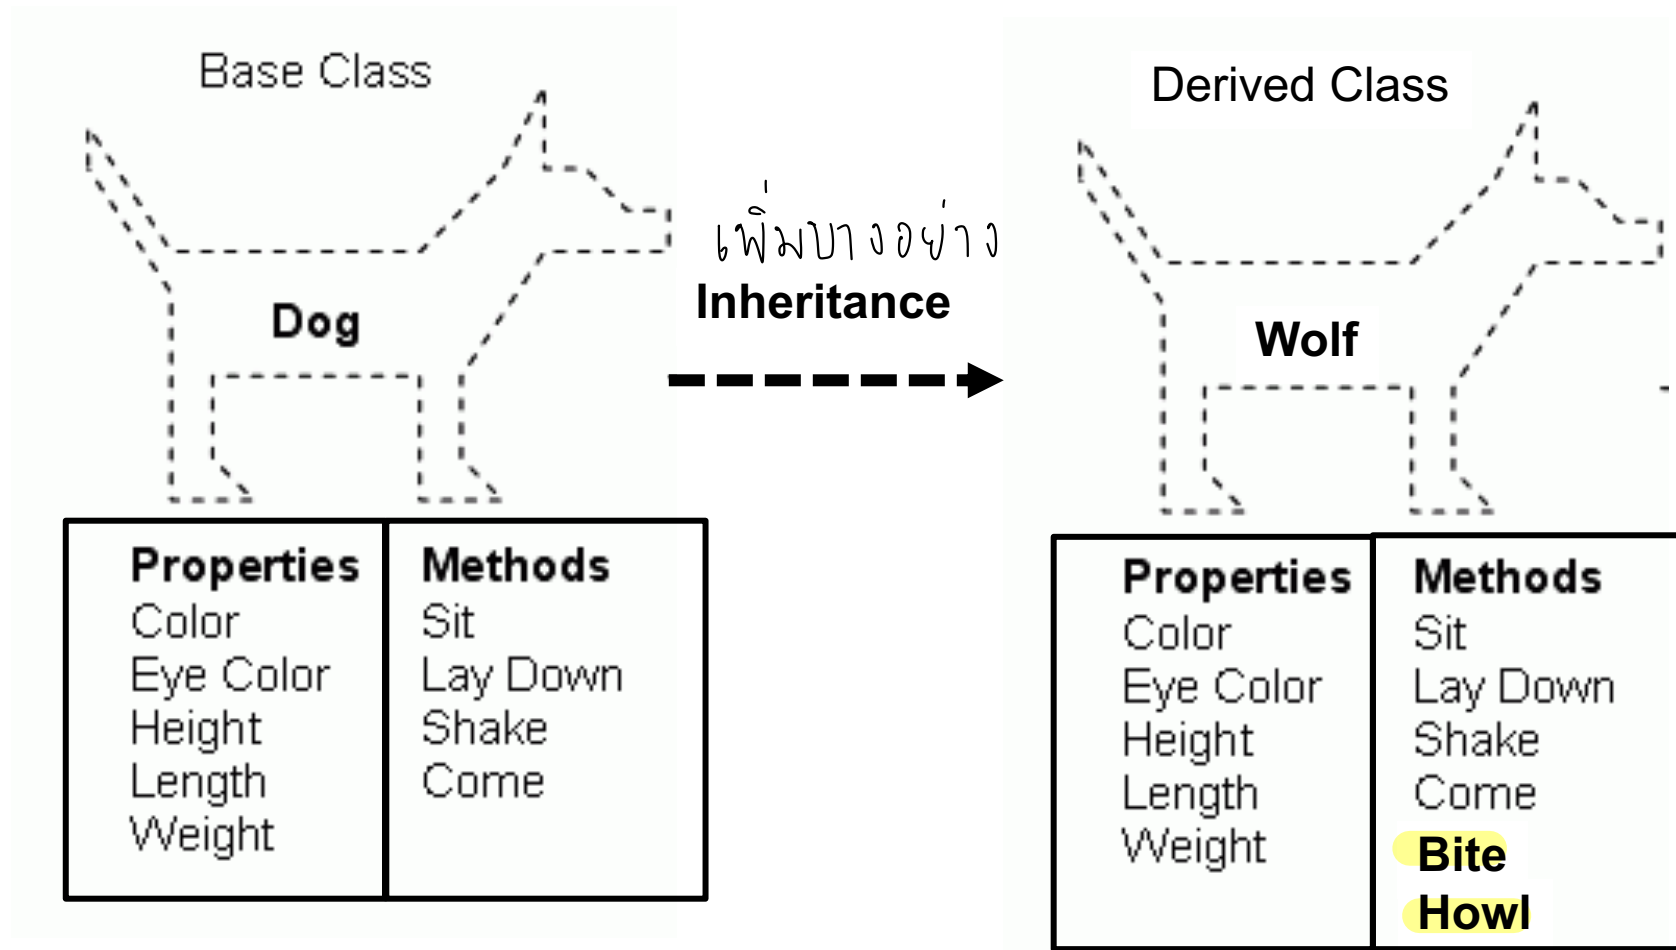 Base Class
Dog
Properties
Color
Eye Color
Height
Length
Weight
Methods
Sit
Lay Down
Shake
Come
เพิ่มบางอย่าง
Inheritance
Derived Class
Wolf
Properties
Color
Eye Color
Height
Length
Weight
Methods
Sit
Lay Down
Shake
Come
Bite
Howl